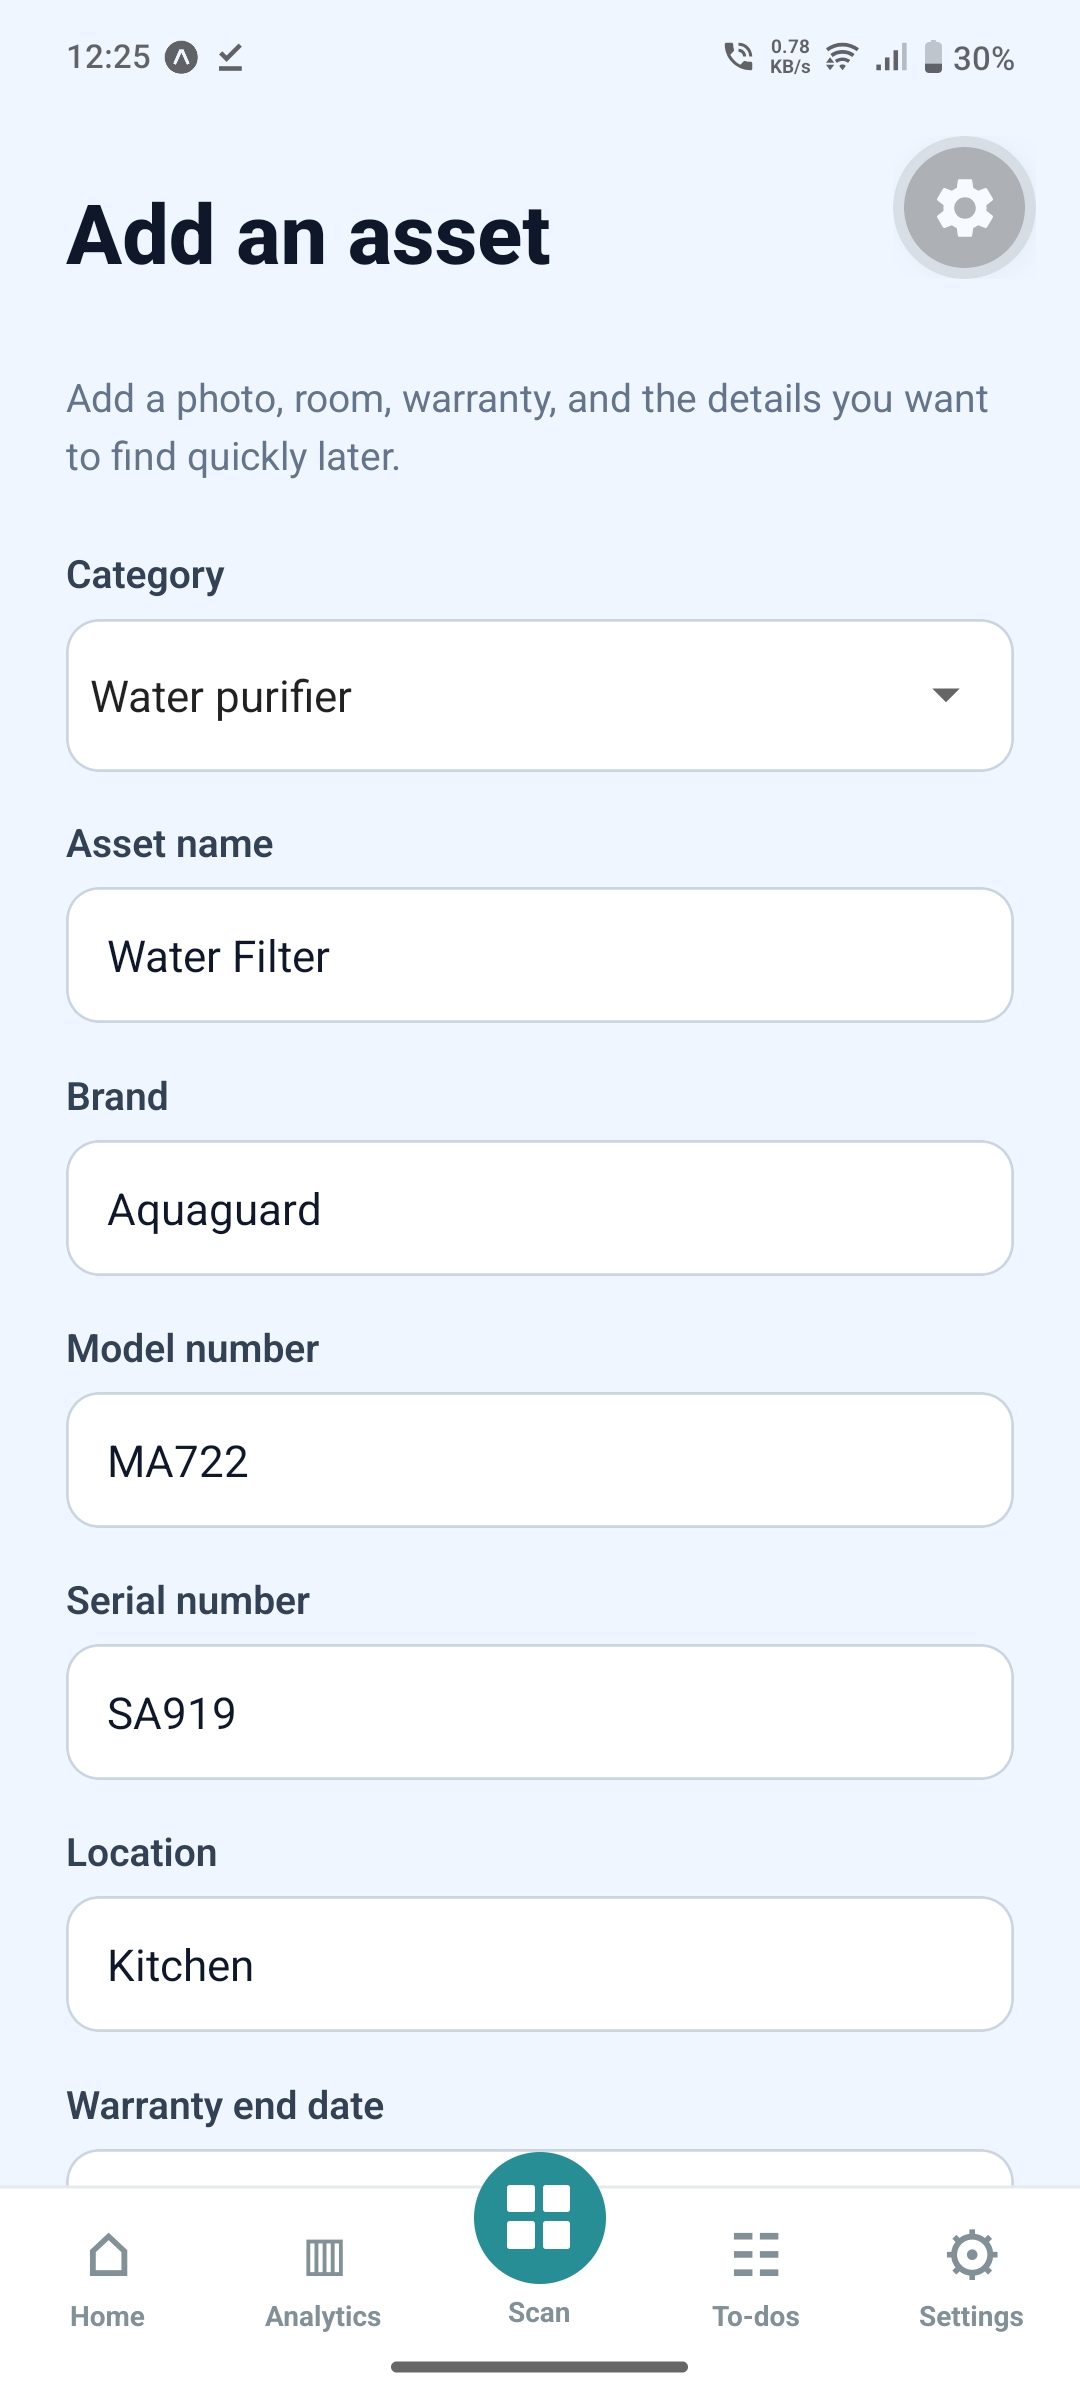 12:25
0.78
KB/s
30%
Add an asset
Add a photo, room, warranty, and the details you want
to find quickly later.
Category
Water purifier
Asset name
Water Filter
Brand
Aquaguard
Model number
MA722
Serial number
SA919
Location
Kitchen
Warranty end date
Home
Analytics
Scan
To-dos
Settings